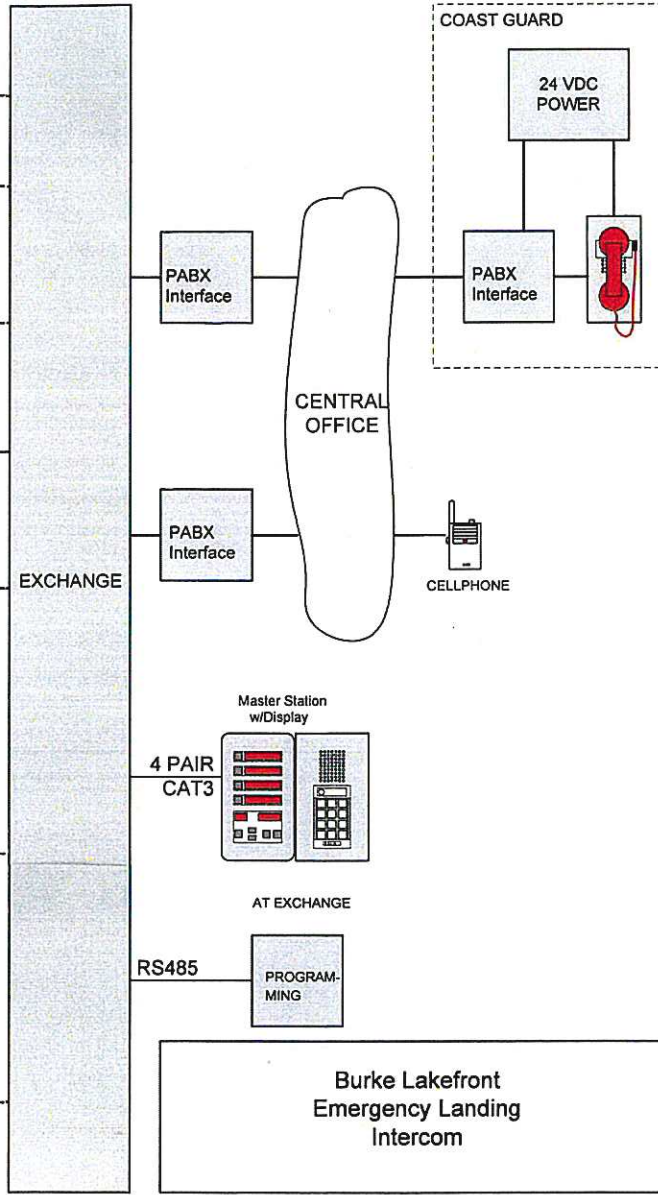 COAST GUARD
24 VDC
POWER
PABX
Interface
PABX
Interface
CENTRAL
OFFICE
PABX
Interface
EXCHANGE
CELLPHONE
Master Station
w/Display
4 PAIR
CAT3
AT EXCHANGE
RS485
PROGRAM-
MING
Burke Lakefront
Emergency Landing
Intercom